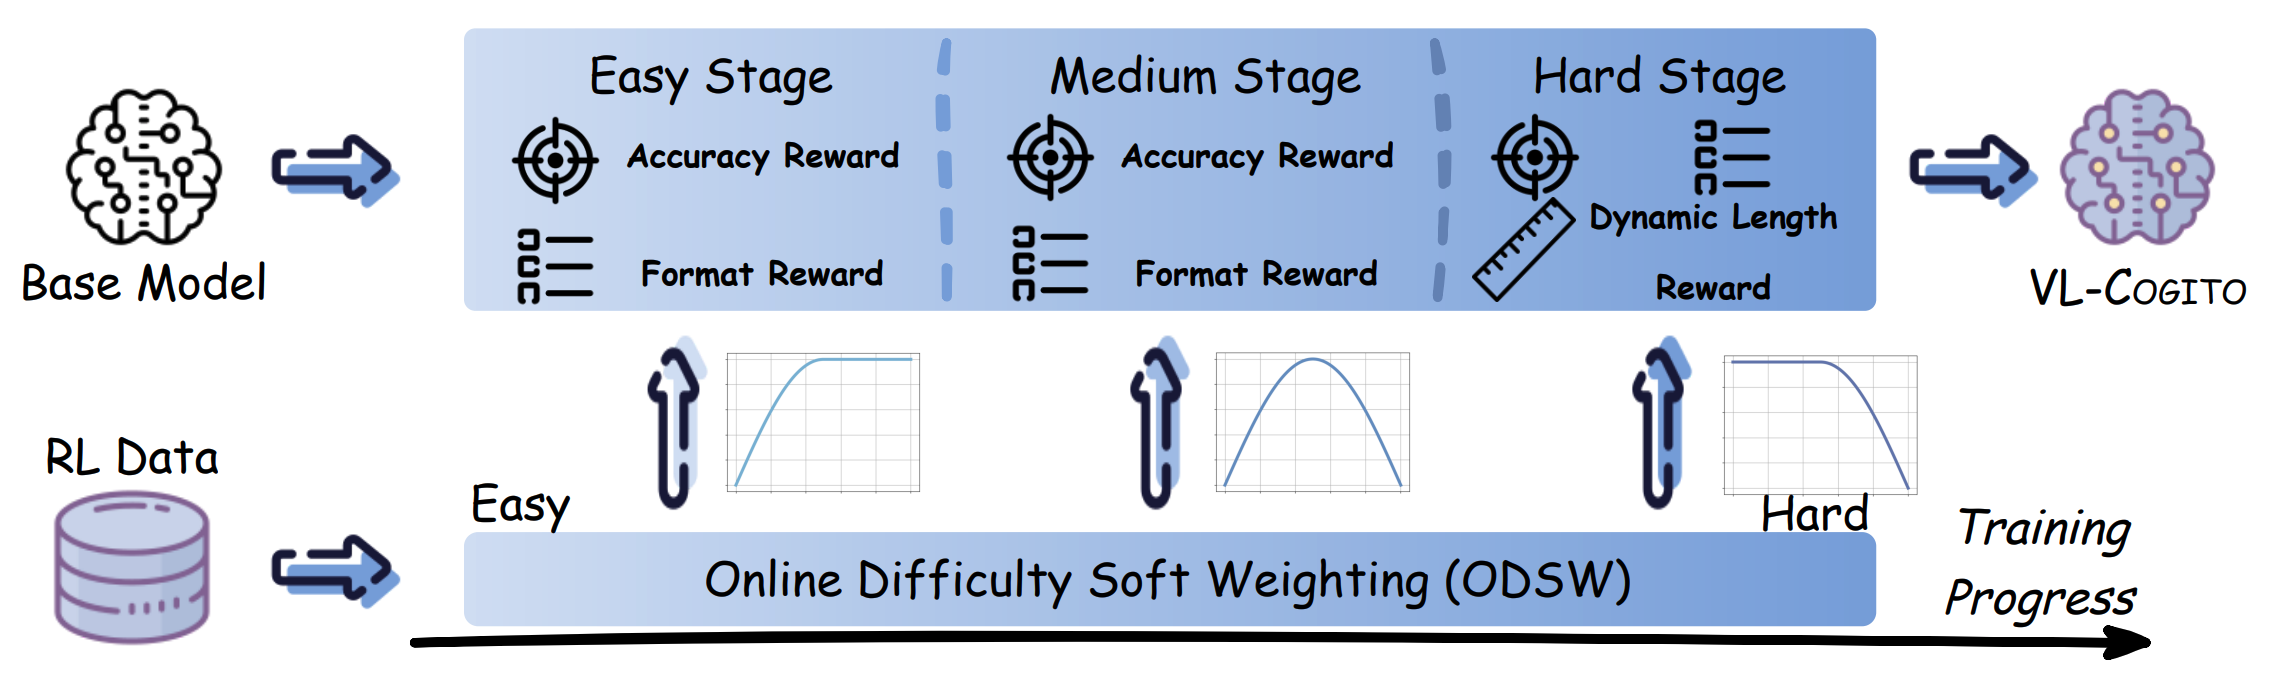 Easy Stage
Accuracy Reward
Format Reward
Medium Stage
Accuracy Reward
Format Reward
Hard Stage
Dynamic Length
Reward
Base Model
VL-COGITO
RL Data
Easy
Hard
Online Difficulty Soft Weighting (ODSW)
Training
Progress